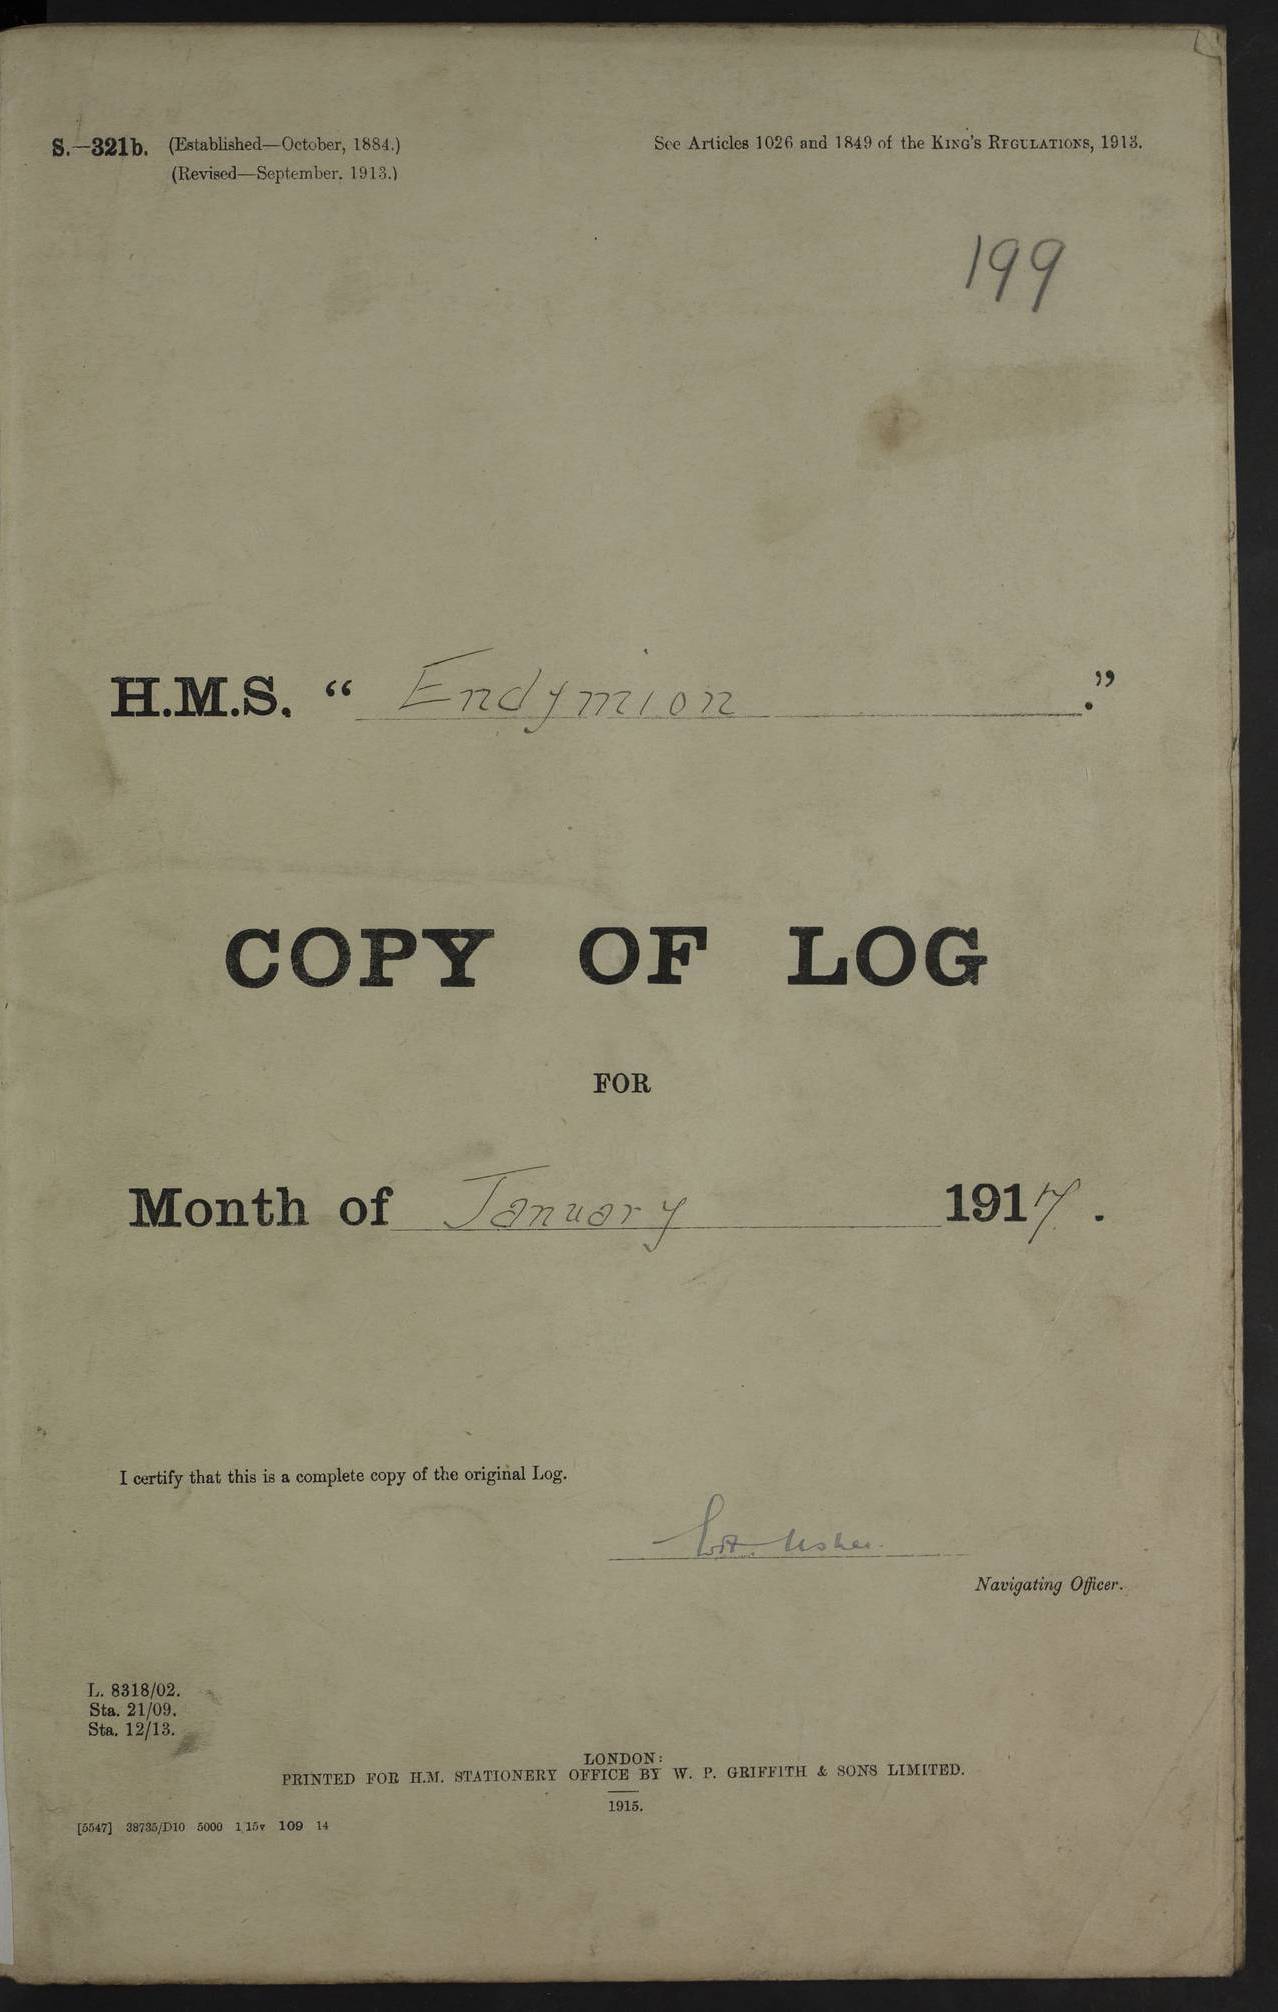 S.—321b. (Established—October, 1884.)
(Revised—September. 1913.)
See Articles 1026 and 1849 of the KING'S REGULATIONS, 1913.
199
H.M.S. “ Endymion .”
COPY OF LOG
FOR
Month of January 1917.
I certify that this is a complete copy of the original Log.
Navigating Officer.
L. 8318/02.
Sta. 21/09.
Sta. 12/13.
LONDON:
PRINTED FOR H.M. STATIONERY OFFICE BY W. P. GRIFFITH & SONS LIMITED.
1915.
[5547] 38735/D10 5000 1 15v 109 14